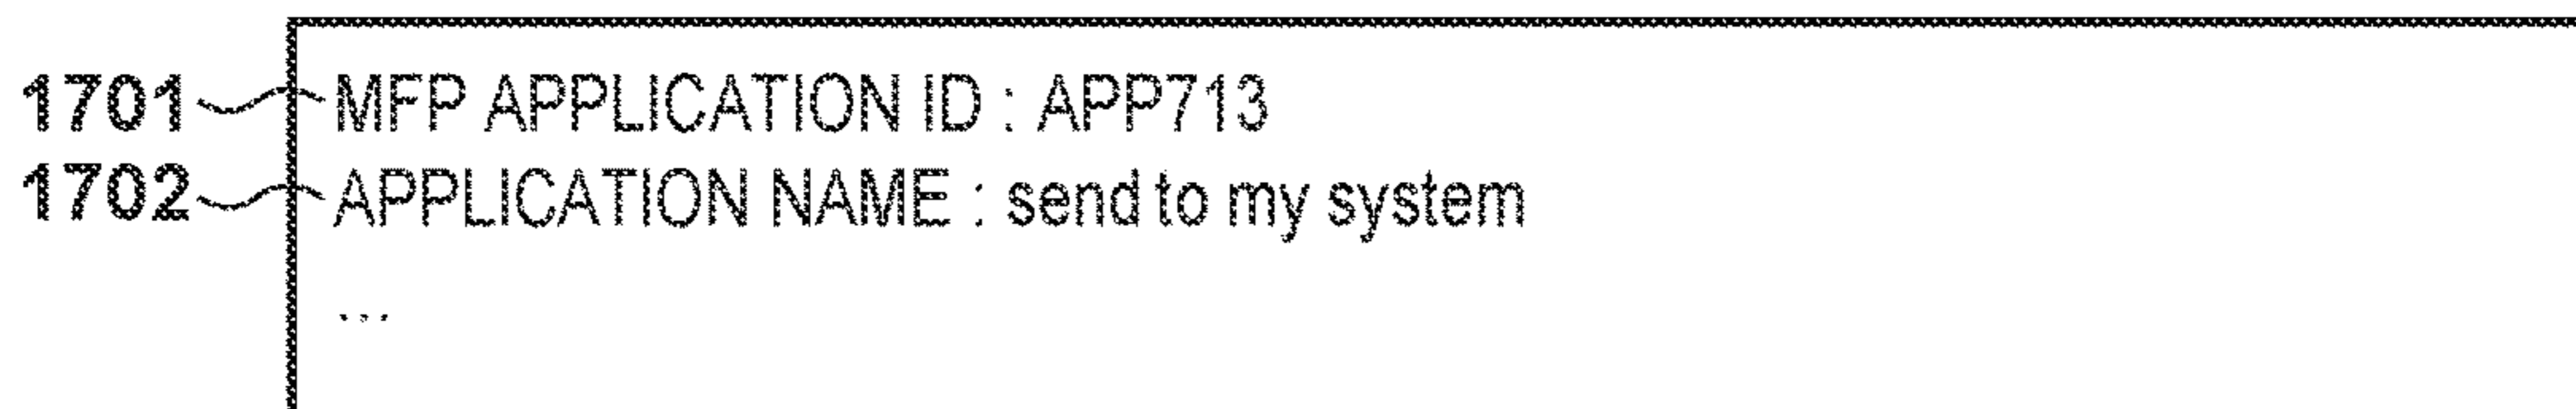 1701 MFP APPLICATION ID : APP713
1702 APPLICATION NAME : send to my system
...